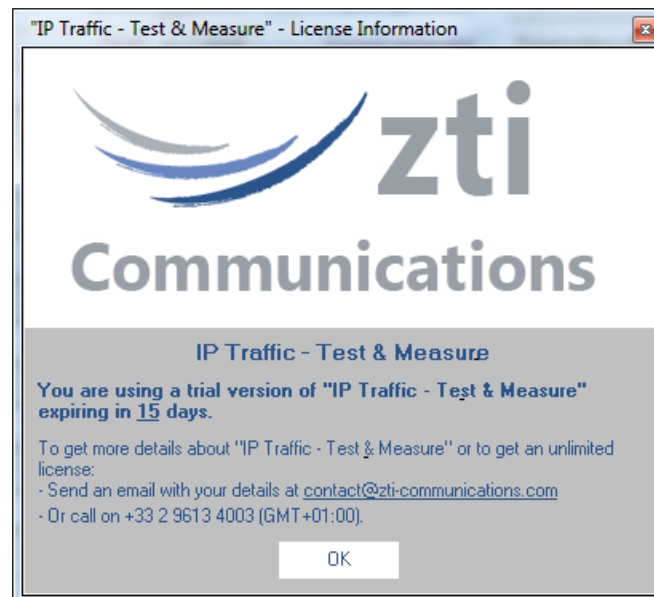 "IP Traffic - Test & Measure" - License Information
zti
Communications
IP Traffic - Test & Measure
You are using a trial version of "IP Traffic - Test & Measure"
expiring in 15 days.
To get more details about "IP Traffic - Test & Measure" or to get an unlimited
license:
- Send an email with your details at contact@zti-communications.com
- Or call on +33 2 9613 4003 (GMT+01:00).
OK